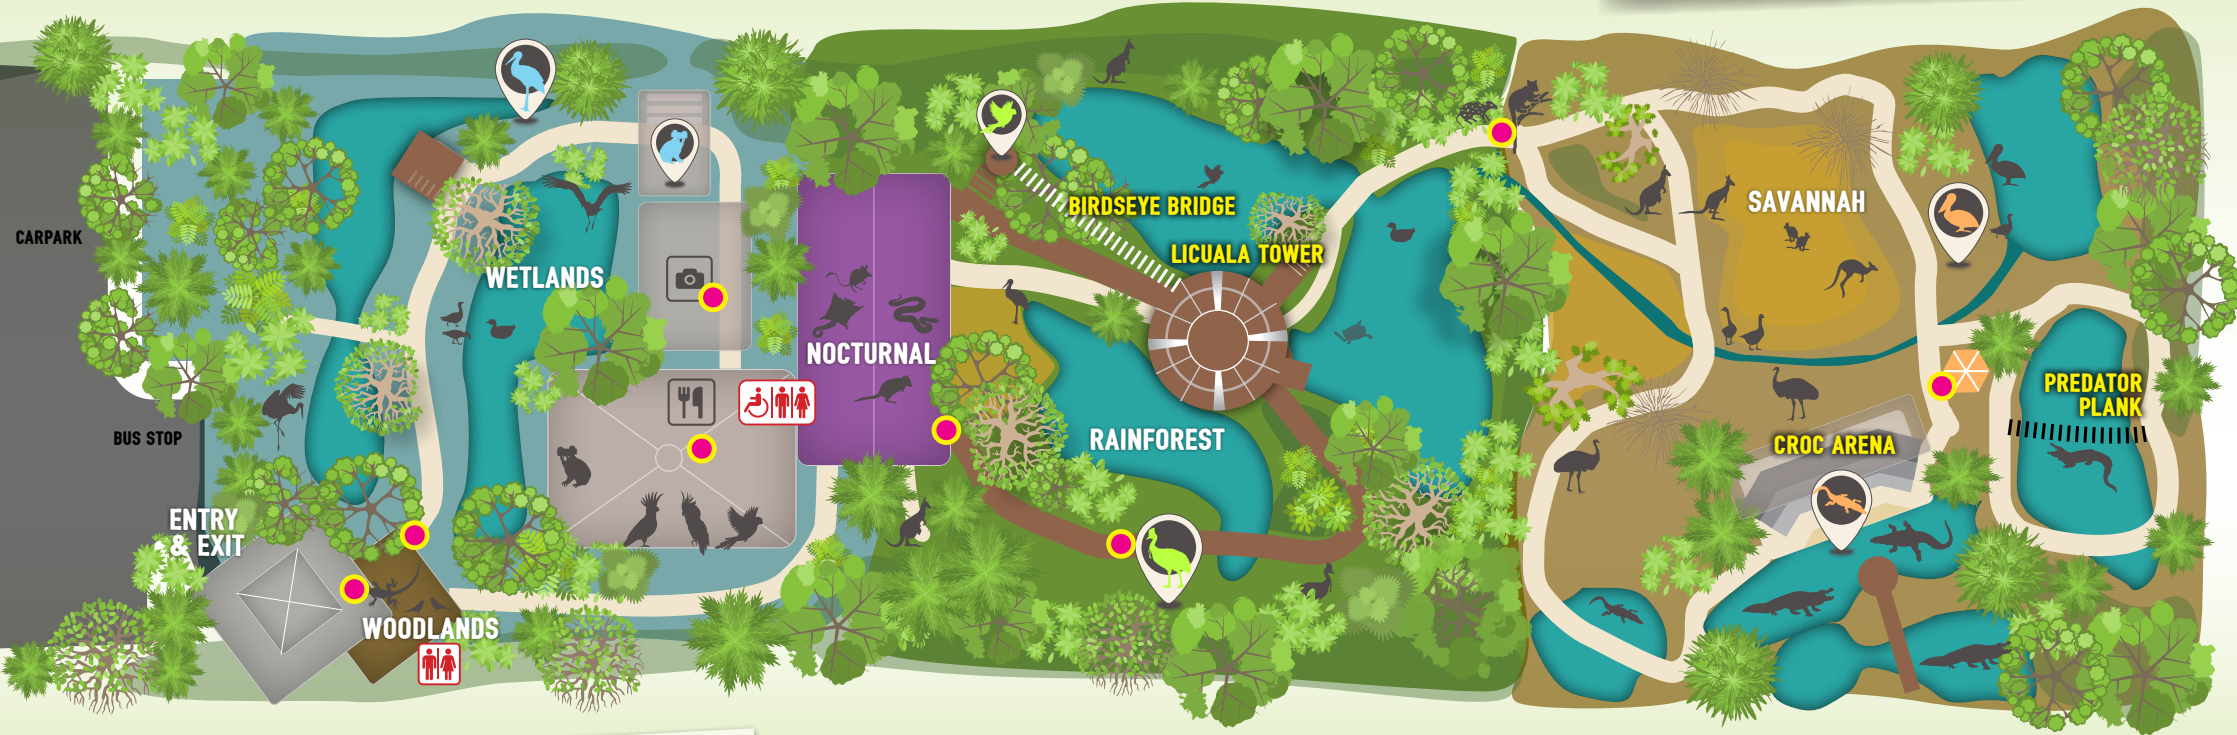 CARPARK
BUS STOP
ENTRY
& EXIT
WOODLANDS
WETLANDS
NOCTURNAL
BIRDSEYE BRIDGE
LICUALA TOWER
RAINFOREST
SAVANNAH
CROC ARENA
PREDATOR
PLANK